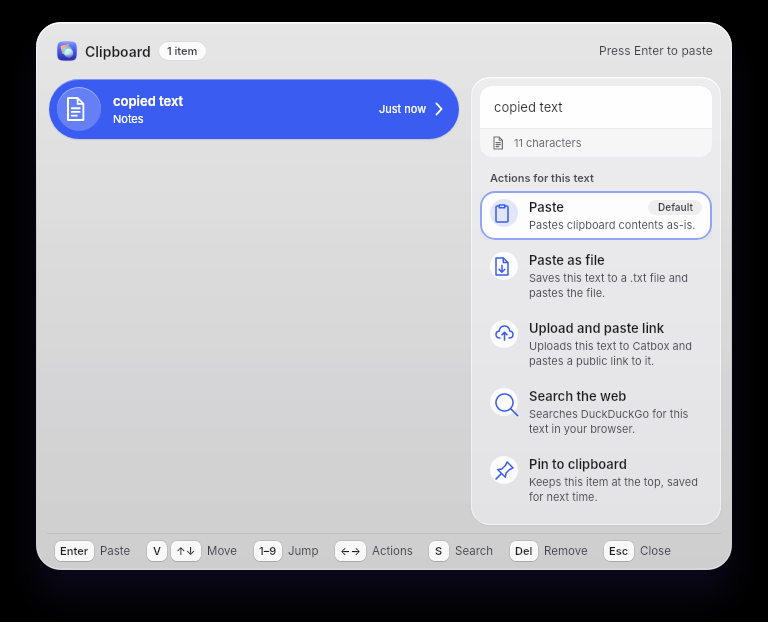 Clipboard 1 item
Press Enter to paste
copied text
Notes
Just now
copied text
11 characters
Actions for this text
Paste Default
Pastes clipboard contents as-is.
Paste as file
Saves this text to a .txt file and
pastes the file.
Upload and paste link
Uploads this text to Catbox and
pastes a public link to it.
Search the web
Searches DuckDuckGo for this
text in your browser.
Pin to clipboard
Keeps this item at the top, saved
for next time.
Enter Paste V ↑↓ Move 1–9 Jump ←→ Actions S Search Del Remove Esc Close